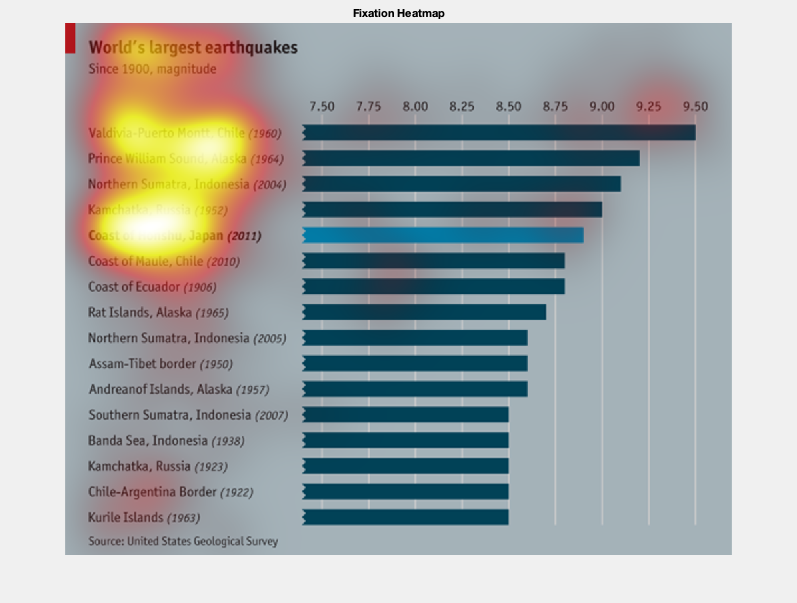 Fixation Heatmap
World's largest earthquakes
Since 1900, magnitude
7.50 7.75 8.00 8.25 8.50 8.75 9.00 9.25 9.50
Valdivia-Puerto Montt, Chile (1960)
Prince William Sound, Alaska (1964)
Northern Sumatra, Indonesia (2004)
Kamchatka, Russia (1952)
Coast of Honshu, Japan (2011)
Coast of Maule, Chile (2010)
Coast of Ecuador (1906)
Rat Islands, Alaska (1965)
Northern Sumatra, Indonesia (2005)
Assam-Tibet border (1950)
Andreanof Islands, Alaska (1957)
Southern Sumatra, Indonesia (2007)
Banda Sea, Indonesia (1938)
Kamchatka, Russia (1923)
Chile-Argentina Border (1922)
Kurile Islands (1963)
Source: United States Geological Survey